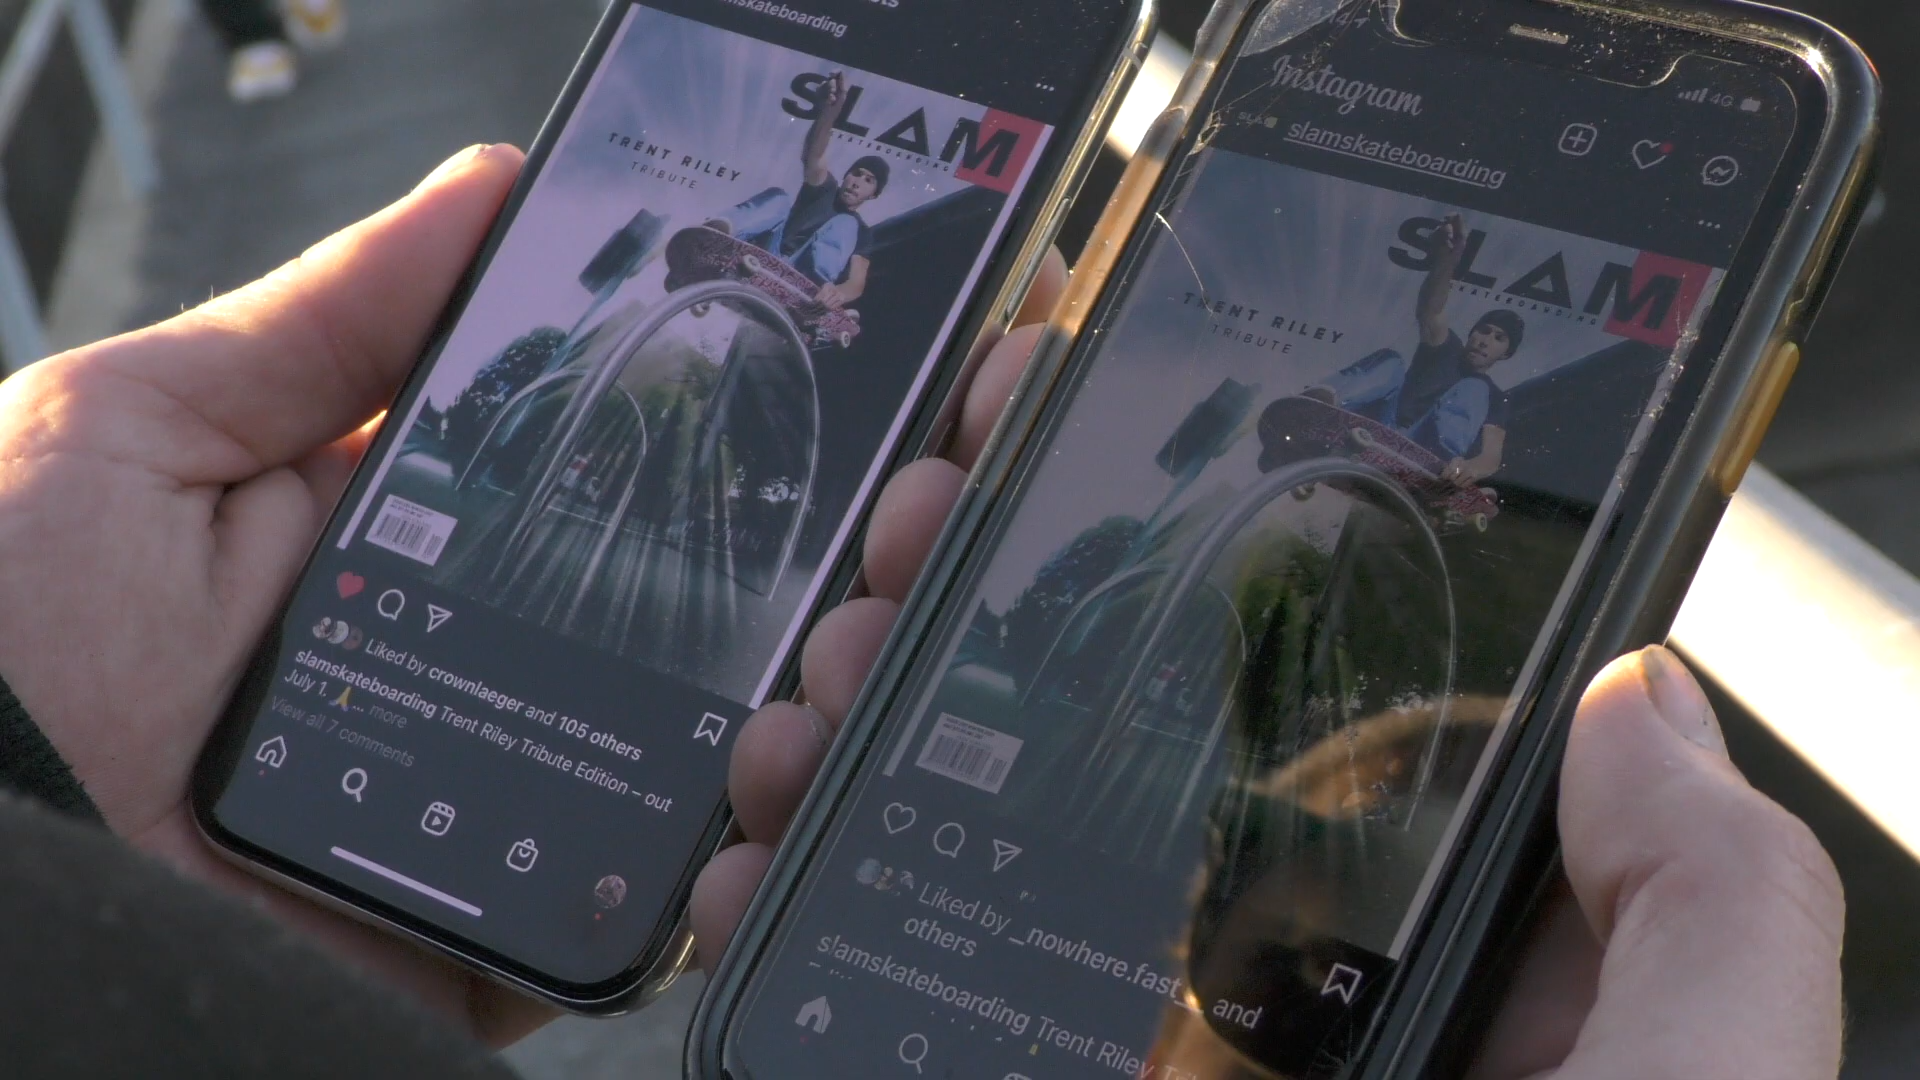 slamskateboarding
SLAM
SKATEBOARDING
TRENT RILEY
TRIBUTE
Liked by crownlaeger and 105 others
slamskateboarding Trent Riley Tribute Edition – out
July 1. 🙏... more
View all 7 comments
Instagram
4G
slamskateboarding
SLAM
SKATEBOARDING
TRENT RILEY
TRIBUTE
Liked by _nowhere.fast_ and
others
slamskateboarding Trent Riley